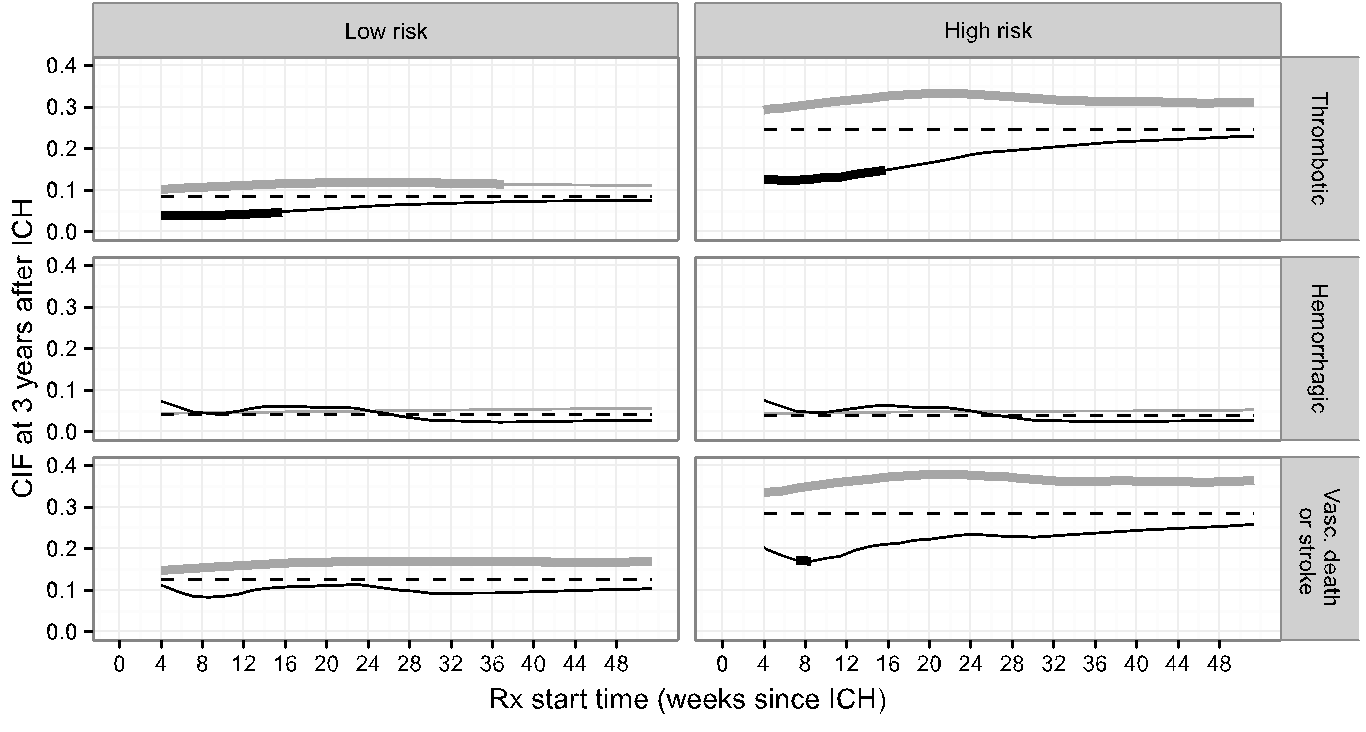 Low risk
High risk
CIF at 3 years after ICH
0.4
0.3
0.2
0.1
0.0
Thrombotic
0.4
0.3
0.2
0.1
0.0
Hemorrhagic
0.4
0.3
0.2
0.1
0.0
Vasc. death
or stroke
0 4 8 12 16 20 24 28 32 36 40 44 48
0 4 8 12 16 20 24 28 32 36 40 44 48
Rx start time (weeks since ICH)